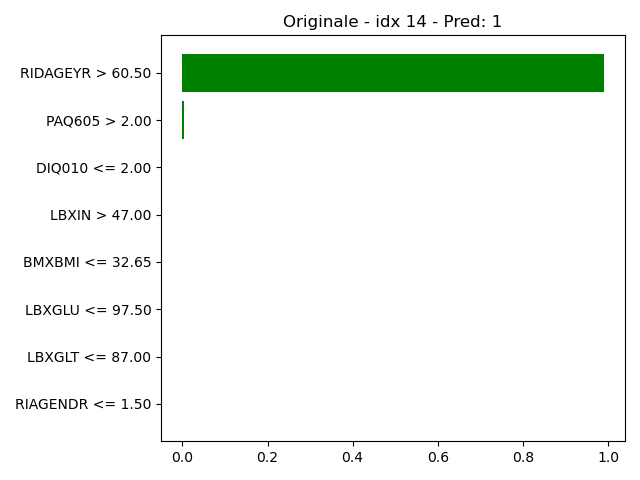 Originale - idx 14 - Pred: 1
RIDAGEYR > 60.50
PAQ605 > 2.00
DIQ010 <= 2.00
LBXIN > 47.00
BMXBMI <= 32.65
LBXGLU <= 97.50
LBXGLT <= 87.00
RIAGENDR <= 1.50
0.0 0.2 0.4 0.6 0.8 1.0